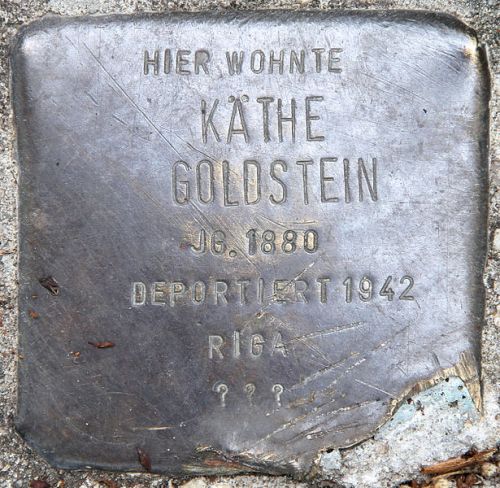 HIER WOHNTE
KÄTHE
GOLDSTEIN
JG. 1880
DEPORTIERT 1942
RIGA
? ? ?